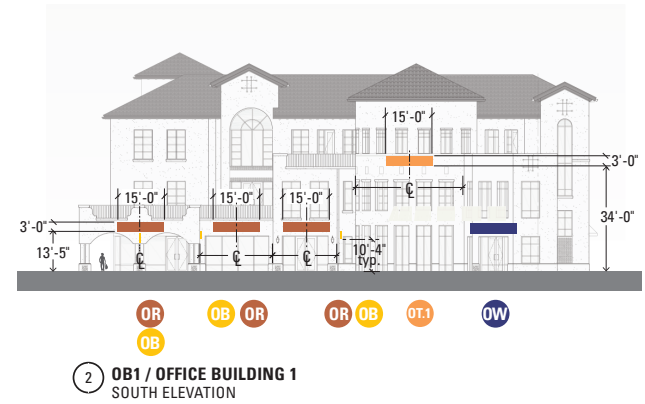 15'-0"
3'-0"
15'-0" 15'-0" 15'-0"
℄
34'-0"
3'-0"
13'-5"
10'-4"
typ.
℄ ℄ ℄
OR OB OR OR OB OT.1 OW
OB
2 OB1 / OFFICE BUILDING 1
SOUTH ELEVATION